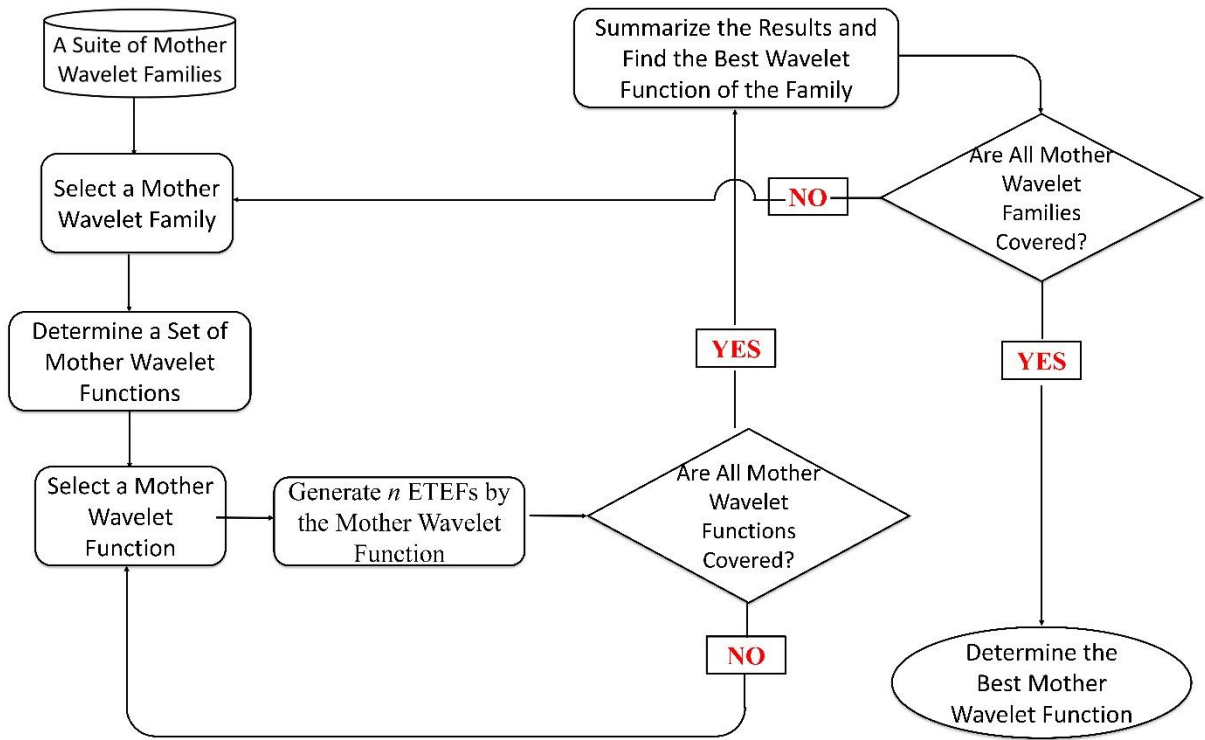 A Suite of Mother
Wavelet Families
Select a Mother
Wavelet Family
Determine a Set of
Mother Wavelet
Functions
Select a Mother
Wavelet
Function
Generate n ETEFs by
the Mother Wavelet
Function
Are All Mother
Wavelet
Functions
Covered?
NO
YES
Summarize the Results and
Find the Best Wavelet
Function of the Family
Are All Mother
Wavelet
Families
Covered?
NO
YES
Determine the
Best Mother
Wavelet Function